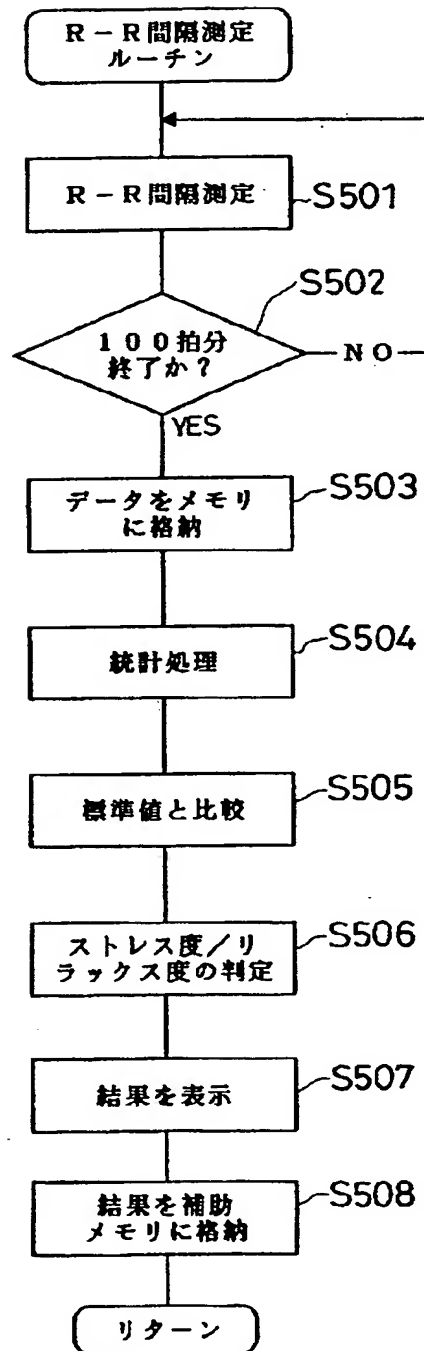 R－R間隔測定
ルーチン
R－R間隔測定
S501
S502
100拍分
終了か？
NO
YES
データをメモリ
に格納
S503
統計処理
S504
標準値と比較
S505
ストレス度／リ
ラックス度の判定
S506
結果を表示
S507
結果を補助
メモリに格納
S508
リターン